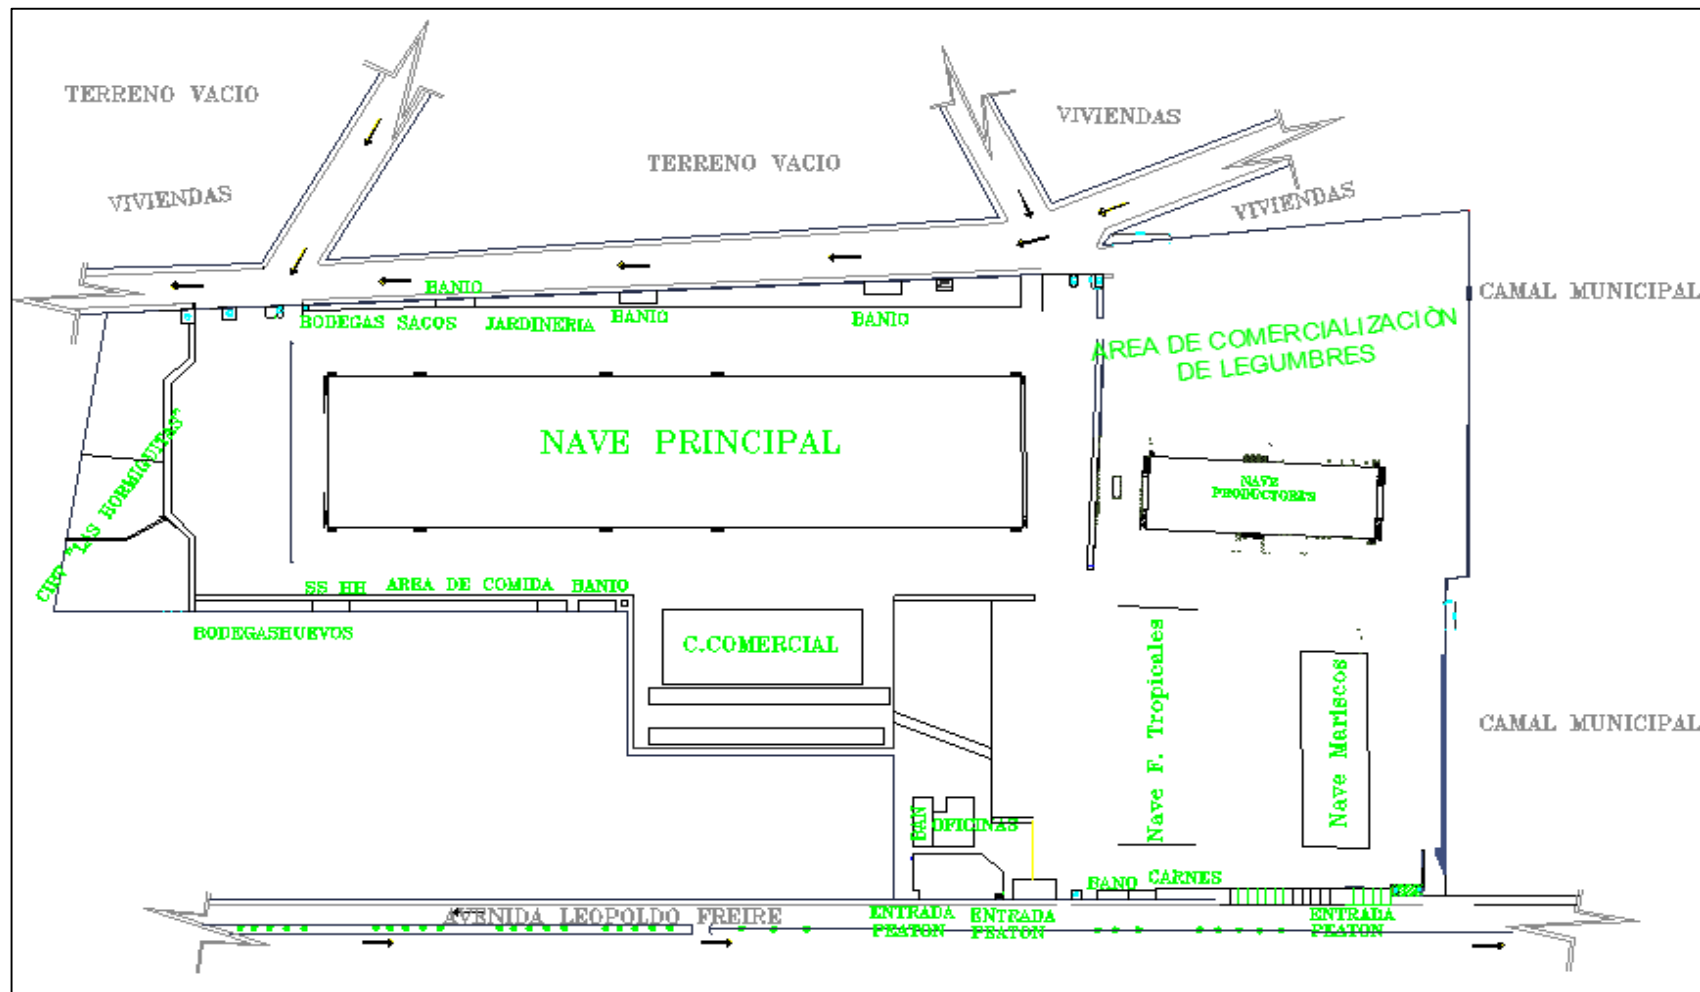 TERRENO VACIO
VIVIENDAS
TERRENO VACIO
VIVIENDAS
VIVIENDAS
CAMAL MUNICIPAL
BANIO
BODEGAS SACOS
JARDINERIA
BANIO
BANIO
AREA DE COMERCIALIZACIÒN
DE LEGUMBRES
NAVE PRINCIPAL
NAVE
PRODUCTORES
CIBV "LAS HORMIGUITAS"
SS HH
AREA DE COMIDA
BANIO
BODEGASHUEVOS
C.COMERCIAL
Nave F. Tropicales
Nave Mariscos
CAMAL MUNICIPAL
BAN
OFICINAS
BANO
CARNES
AVENIDA LEOPOLDO FREIRE
ENTRADA
PEATON
ENTRADA
PEATON
ENTRADA
PEATON